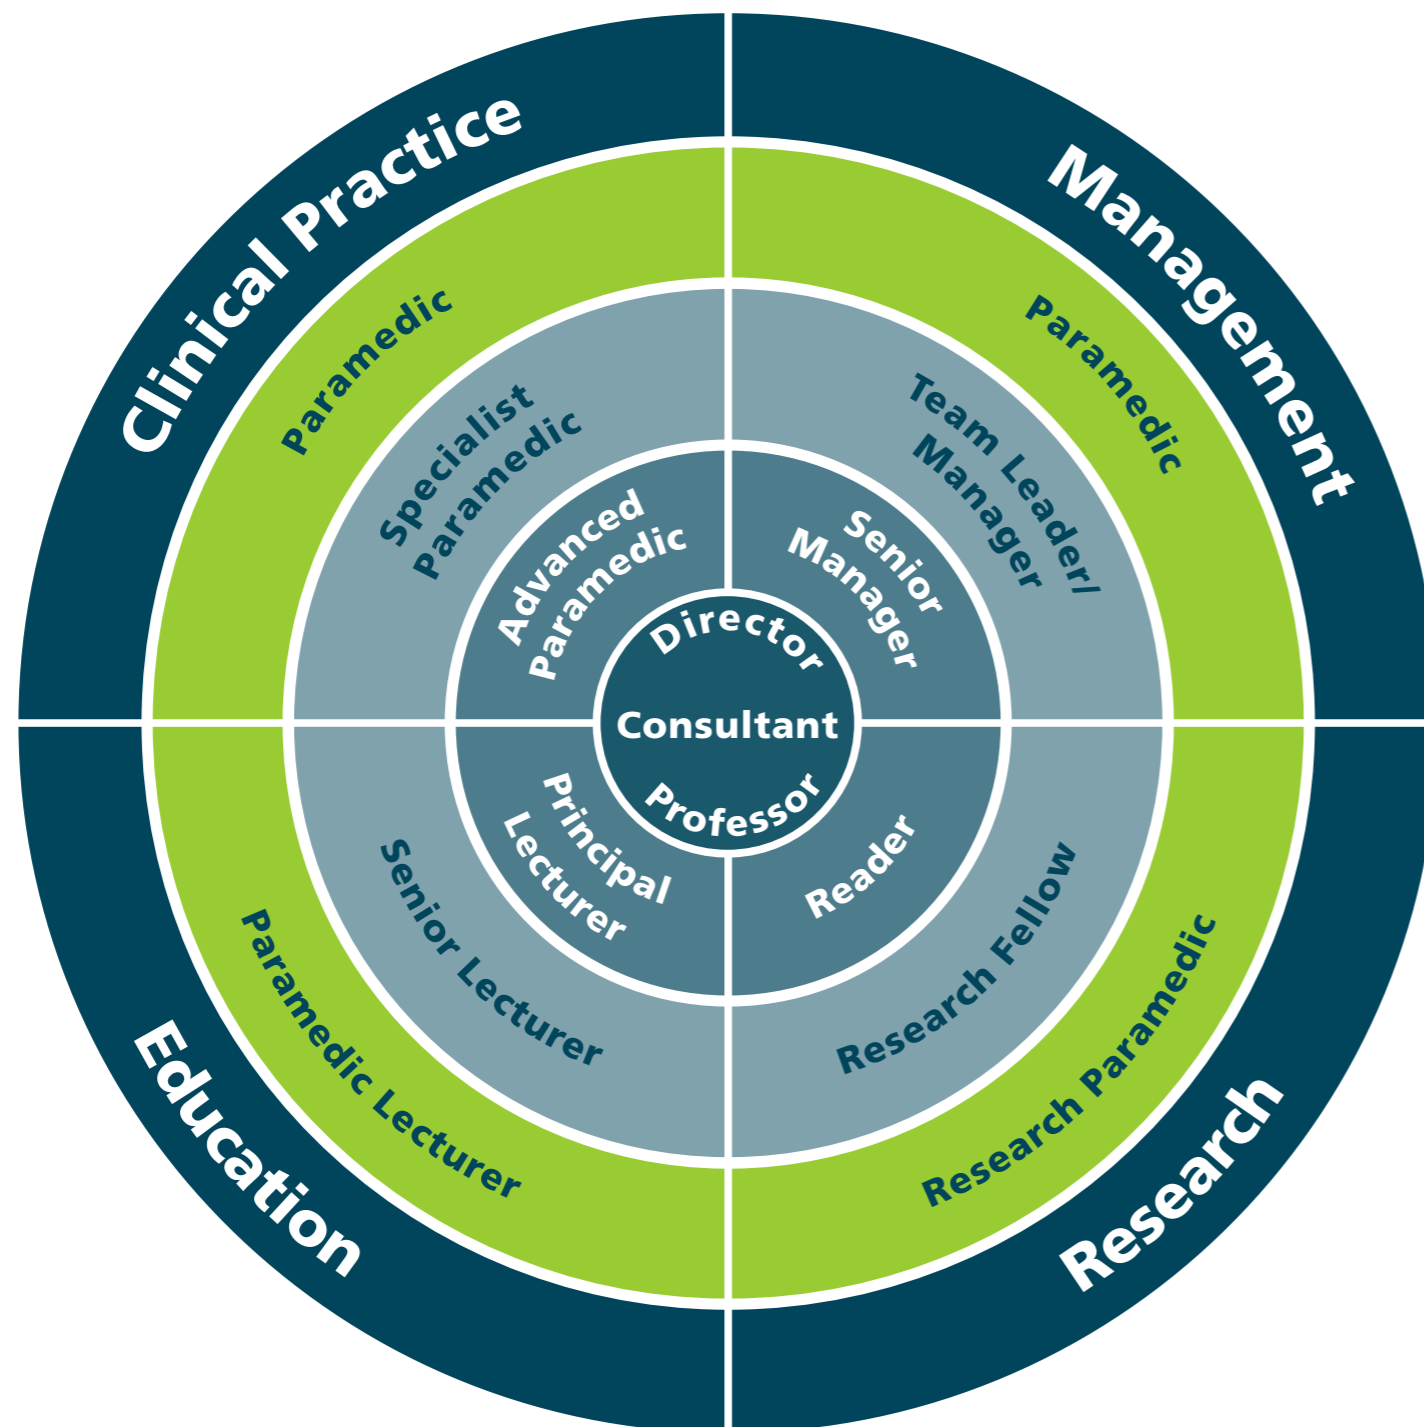 Clinical Practice
Management
Paramedic
Paramedic
Specialist
Paramedic
Team Leader/
Manager
Advanced
Paramedic
Senior
Manager
Director
Consultant
Professor
Principal
Lecturer
Reader
Senior Lecturer
Research Fellow
Paramedic Lecturer
Research Paramedic
Education
Research